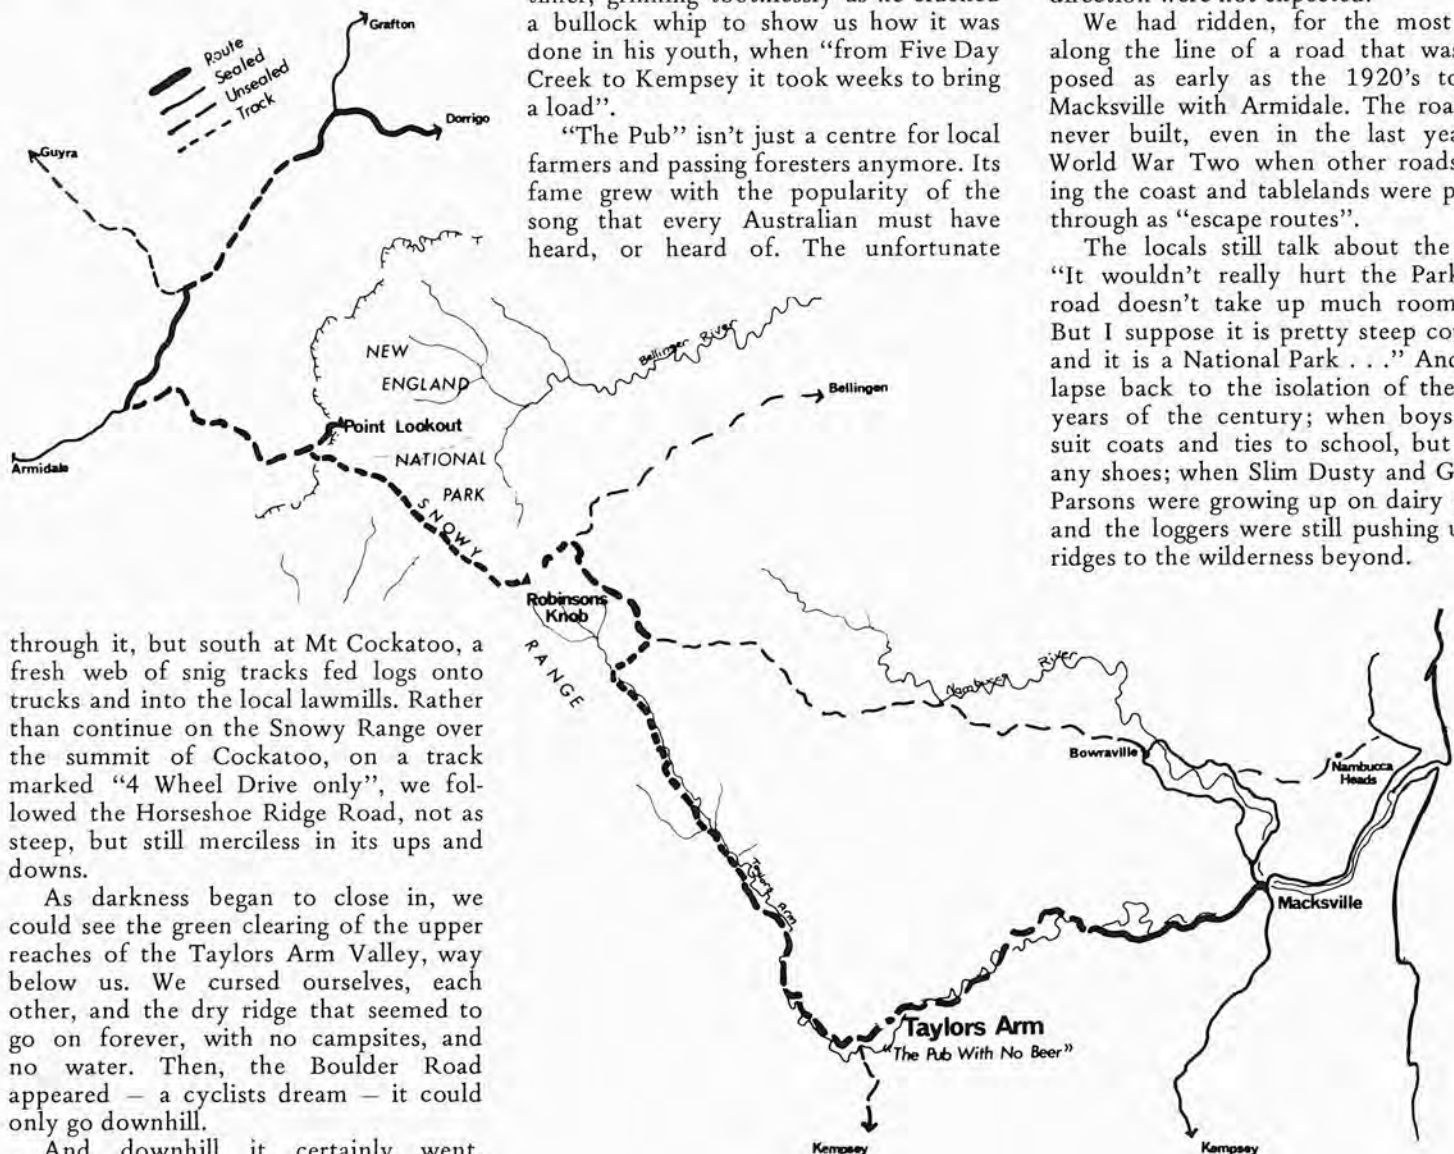 a bullock whip to show us how it was
done in his youth, when “from Five Day
Creek to Kempsey it took weeks to bring
a load”.
“The Pub” isn’t just a centre for local
farmers and passing foresters anymore. Its
fame grew with the popularity of the
song that every Australian must have
heard, or heard of. The unfortunate
We had ridden, for the most
along the line of a road that was
posed as early as the 1920’s to
Macksville with Armidale. The roa
never built, even in the last yea
World War Two when other roads
ing the coast and tablelands were p
through as “escape routes”.
The locals still talk about the
“It wouldn’t really hurt the Park
road doesn’t take up much room
But I suppose it is pretty steep co
and it is a National Park . . .” And
lapse back to the isolation of the
years of the century; when boys
suit coats and ties to school, but
any shoes; when Slim Dusty and G
Parsons were growing up on dairy
and the loggers were still pushing u
ridges to the wilderness beyond.
Route
Sealed
Unsealed
Track
Grafton
Dorrigo
Guyra
Armidale
NEW
ENGLAND
NATIONAL
PARK
Point Lookout
Bellinger River
Bellingen
SNOWY
RANGE
Robinsons
Knob
Nambucca River
Bowraville
Nambucca
Heads
Macksville
Taylors Arm
Taylors Arm
"The Pub With No Beer"
Kempsey
Kempsey
through it, but south at Mt Cockatoo, a
fresh web of snig tracks fed logs onto
trucks and into the local lawmills. Rather
than continue on the Snowy Range over
the summit of Cockatoo, on a track
marked “4 Wheel Drive only”, we fol-
lowed the Horseshoe Ridge Road, not as
steep, but still merciless in its ups and
downs.
As darkness began to close in, we
could see the green clearing of the upper
reaches of the Taylors Arm Valley, way
below us. We cursed ourselves, each
other, and the dry ridge that seemed to
go on forever, with no campsites, and
no water. Then, the Boulder Road
appeared — a cyclists dream — it could
only go downhill.
And downhill it certainly went,